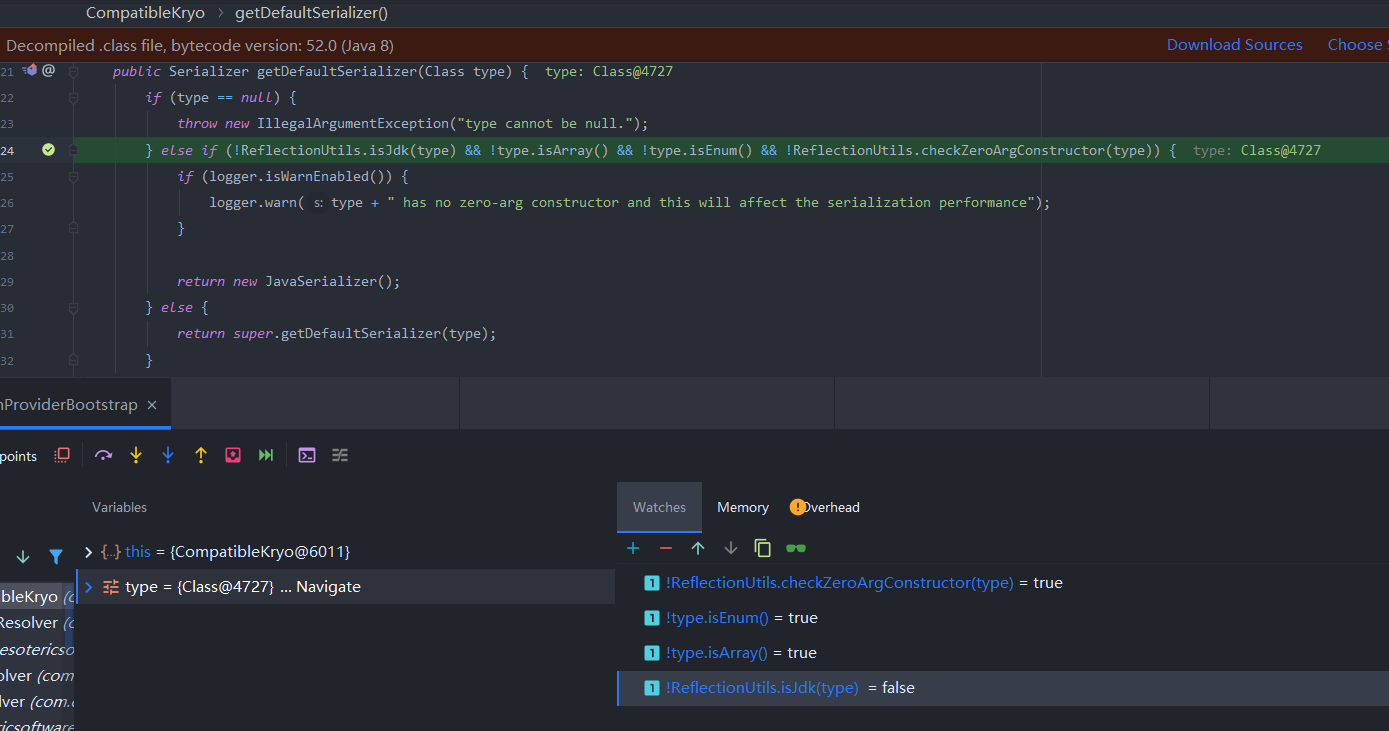 CompatibleKryo › getDefaultSerializer()
Decompiled .class file, bytecode version: 52.0 (Java 8) Download Sources Choose S
21 @ public Serializer getDefaultSerializer(Class type) { type: Class@4727
22 if (type == null) {
23 throw new IllegalArgumentException("type cannot be null.");
24 } else if (!ReflectionUtils.isJdk(type) && !type.isArray() && !type.isEnum() && !ReflectionUtils.checkZeroArgConstructor(type)) { type: Class@4727
25 if (logger.isWarnEnabled()) {
26 logger.warn( s: type + " has no zero-arg constructor and this will affect the serialization performance");
27 }
28
29 return new JavaSerializer();
30 } else {
31 return super.getDefaultSerializer(type);
32 }
nProviderBootstrap ×
points
Variables
Watches Memory Overhead
this = {CompatibleKryo@6011}
type = {Class@4727} ... Navigate
!ReflectionUtils.checkZeroArgConstructor(type) = true
!type.isEnum() = true
!type.isArray() = true
!ReflectionUtils.isJdk(type) = false
bleKryo (c
Resolver (c
esotericso
olver (com
lver (com.
ricsoftware